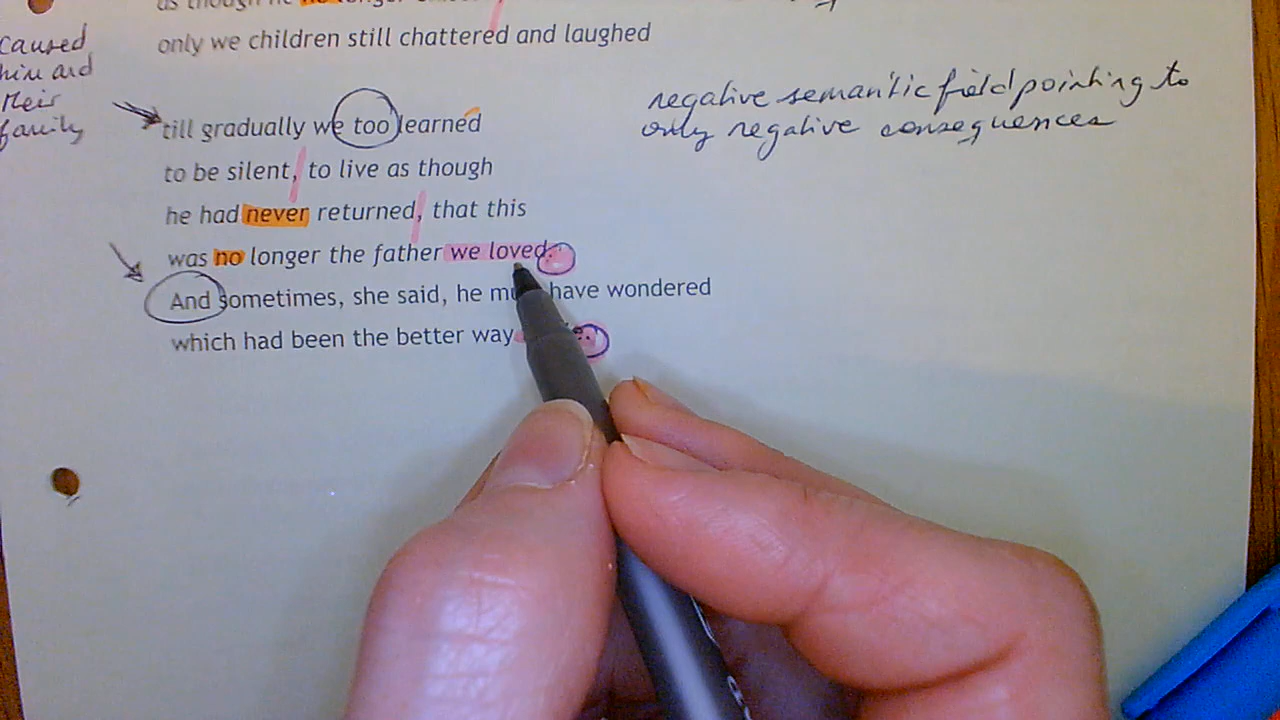 only we children still chattered and laughed
caused
him and
their
family
negative semantic field pointing to
only negative consequences
till gradually we too learned
to be silent, to live as though
he had never returned, that this
was no longer the father we loved.
And sometimes, she said, he must have wondered
which had been the better way